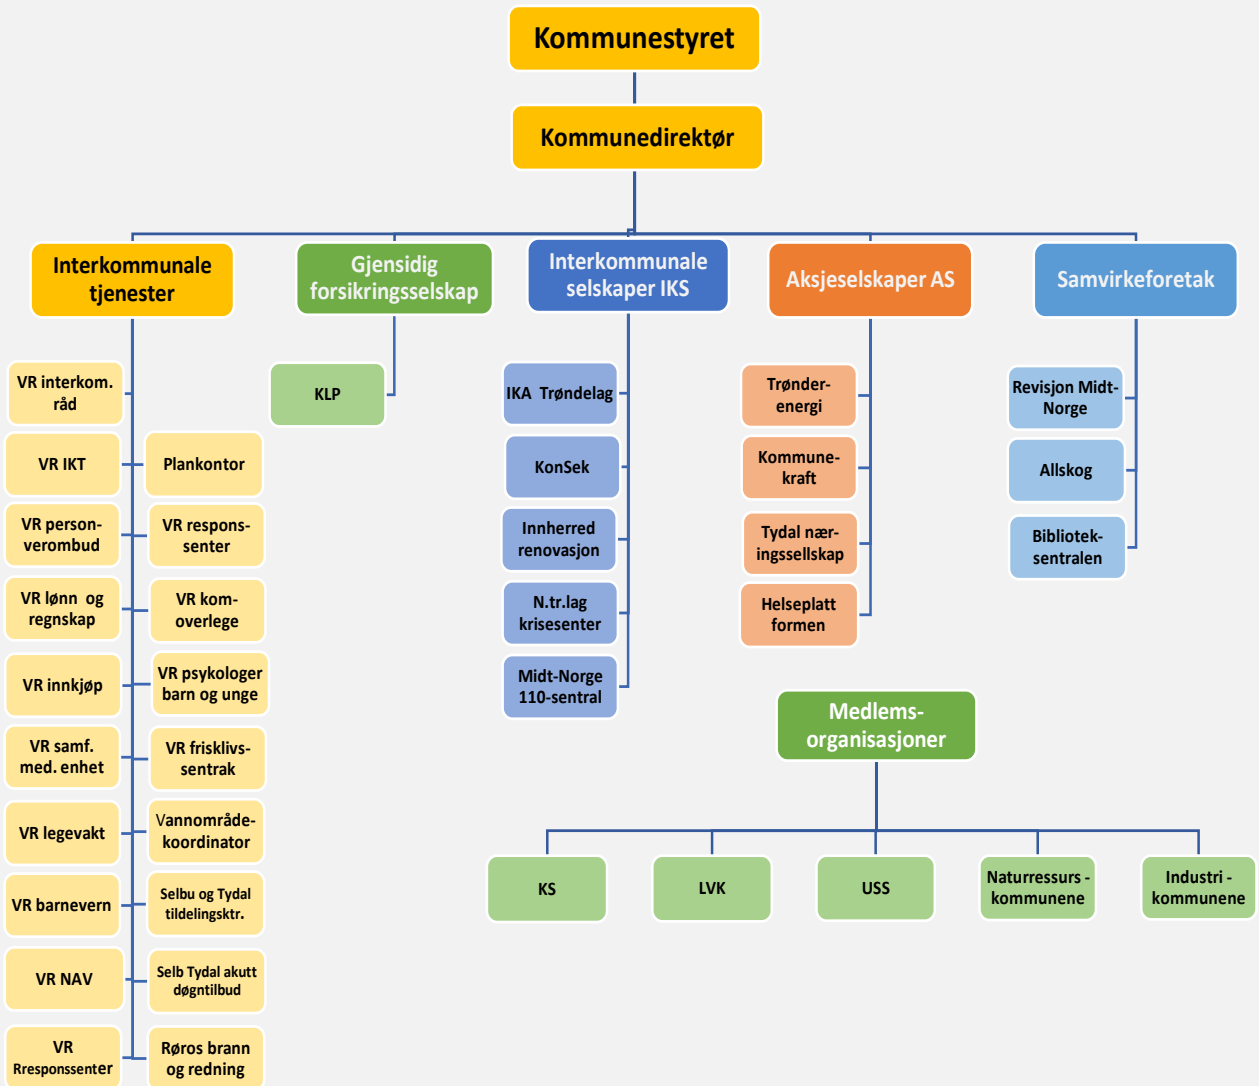 Kommunestyret
Kommunedirektør
Interkommunale
tjenester
Gjensidig
forsikringsselskap
Interkommunale
selskaper IKS
Aksjeselskaper AS
Samvirkeforetak
VR interkom.
råd
VR IKT
Plankontor
VR person-
verombud
VR respons-
senter
VR lønn og
regnskap
VR kom-
overlege
VR innkjøp
VR psykologer
barn og unge
VR samf.
med. enhet
VR frisklivs-
sentrak
VR legevakt
Vannområde-
koordinator
VR barnevern
Selbu og Tydal
tildelingsktr.
VR NAV
Selb Tydal akutt
døgntilbud
VR
Rresponssenter
Røros brann
og redning
KLP
IKA Trøndelag
KonSek
Innherred
renovasjon
N.tr.lag
krisesenter
Midt-Norge
110-sentral
Trønder-
energi
Kommune-
kraft
Tydal nær-
ingssellskap
Helseplatt
formen
Revisjon Midt-
Norge
Allskog
Bibliotek-
sentralen
Medlems-
organisasjoner
KS
LVK
USS
Naturressurs -
kommunene
Industri -
kommunene